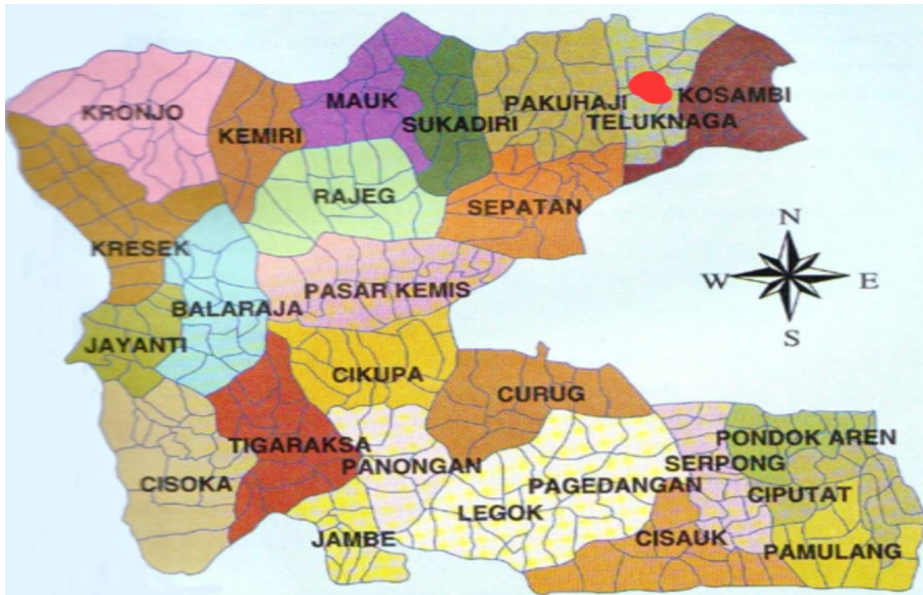 KRONJO
KEMIRI
MAUK
SUKADIRI
PAKUHAJI
KOSAMBI
TELUKNAGA
RAJEG
SEPATAN
KRESEK
BALARAJA
PASAR KEMIS
JAYANTI
CIKUPA
CURUG
TIGARAKSA
PANONGAN
CISOKA
LEGOK
PAGEDANGAN
JAMBE
SERPONG
PONDOK AREN
CIPUTAT
CISAUK
PAMULANG
N
W
E
S